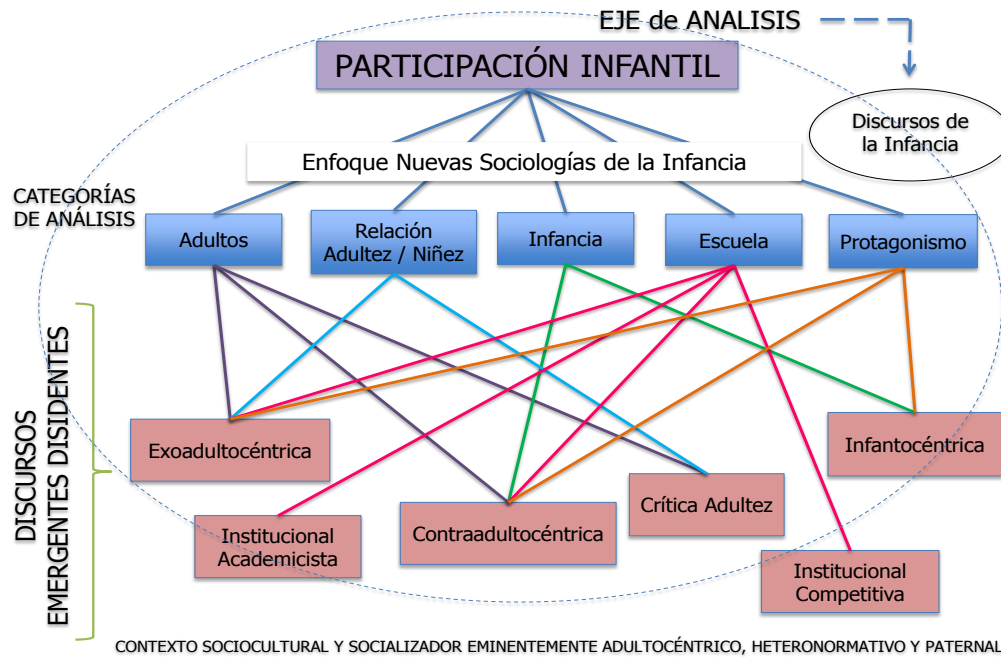 EJE de ANALISIS
PARTICIPACIÓN INFANTIL
Discursos de
la Infancia
Enfoque Nuevas Sociologías de la Infancia
CATEGORÍAS
DE ANÁLISIS
Adultos
Relación
Adultez / Niñez
Infancia
Escuela
Protagonismo
DISCURSOS
EMERGENTES DISIDENTES
Exoadultocéntrica
Infantocéntrica
Institucional
Academicista
Contraadultocéntrica
Crítica Adultez
Institucional
Competitiva
CONTEXTO SOCIOCULTURAL Y SOCIALIZADOR EMINENTEMENTE ADULTOCÉNTRICO, HETERONORMATIVO Y PATERNAL